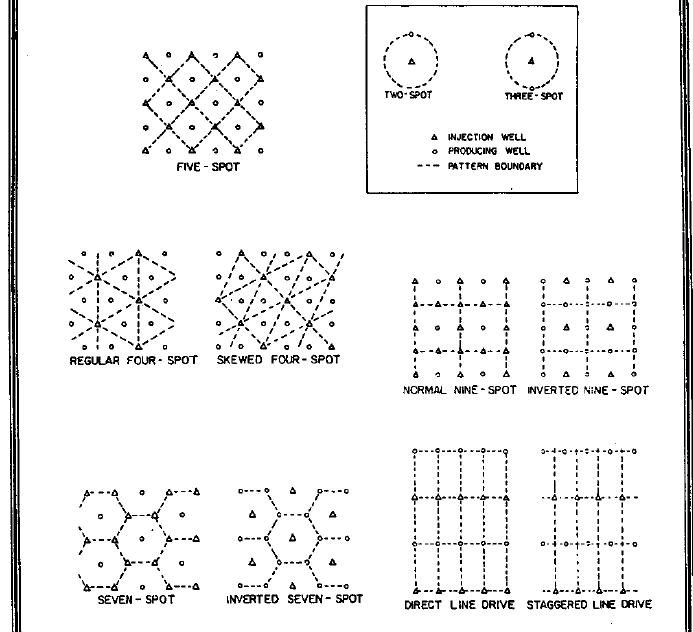 TWO-SPOT THREE-SPOT
△ INJECTION WELL
○ PRODUCING WELL
--- PATTERN BOUNDARY
FIVE-SPOT
REGULAR FOUR-SPOT SKEWED FOUR-SPOT
NORMAL NINE-SPOT INVERTED NINE-SPOT
SEVEN-SPOT INVERTED SEVEN-SPOT
DIRECT LINE DRIVE STAGGERED LINE DRIVE